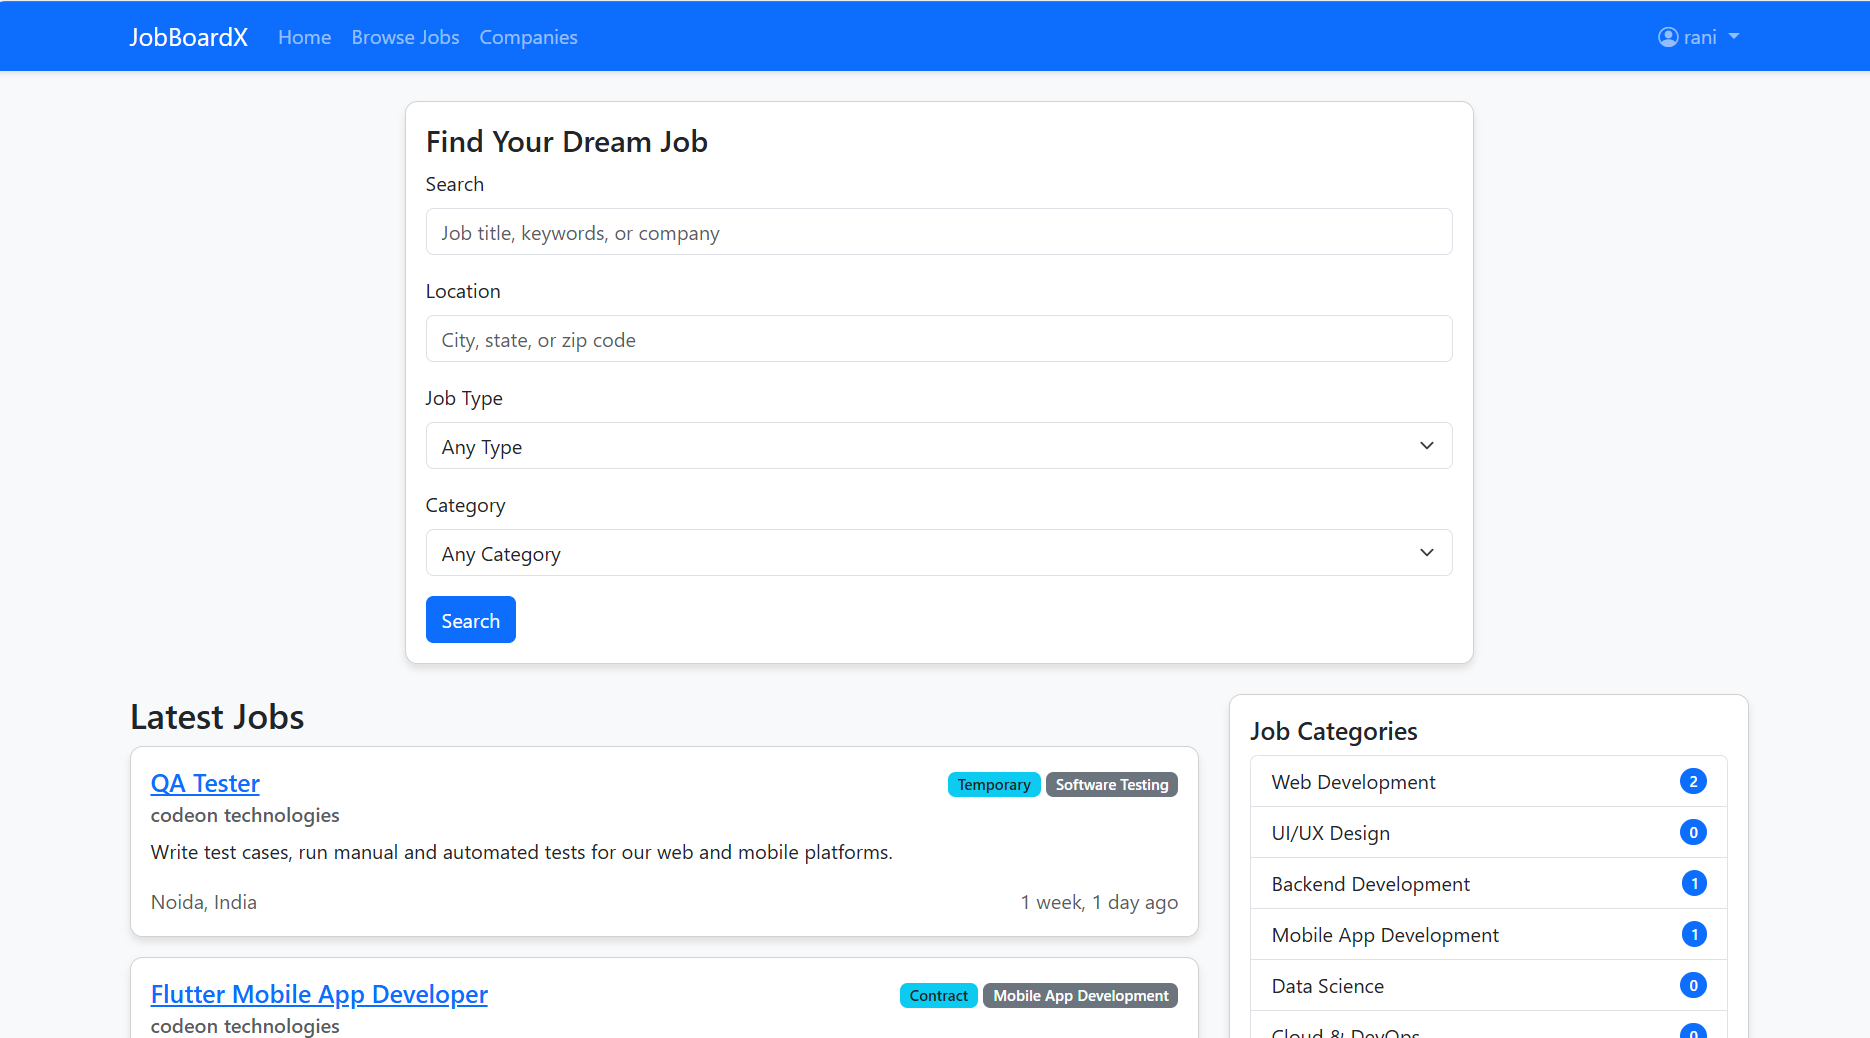 JobBoardX Home Browse Jobs Companies rani
Find Your Dream Job
Search
Job title, keywords, or company
Location
City, state, or zip code
Job Type
Any Type
Category
Any Category
Search
Latest Jobs
QA Tester Temporary Software Testing
codeon technologies
Write test cases, run manual and automated tests for our web and mobile platforms.
Noida, India 1 week, 1 day ago
Flutter Mobile App Developer Contract Mobile App Development
codeon technologies
Job Categories
Web Development 2
UI/UX Design 0
Backend Development 1
Mobile App Development 1
Data Science 0
Cloud & DevOps 0